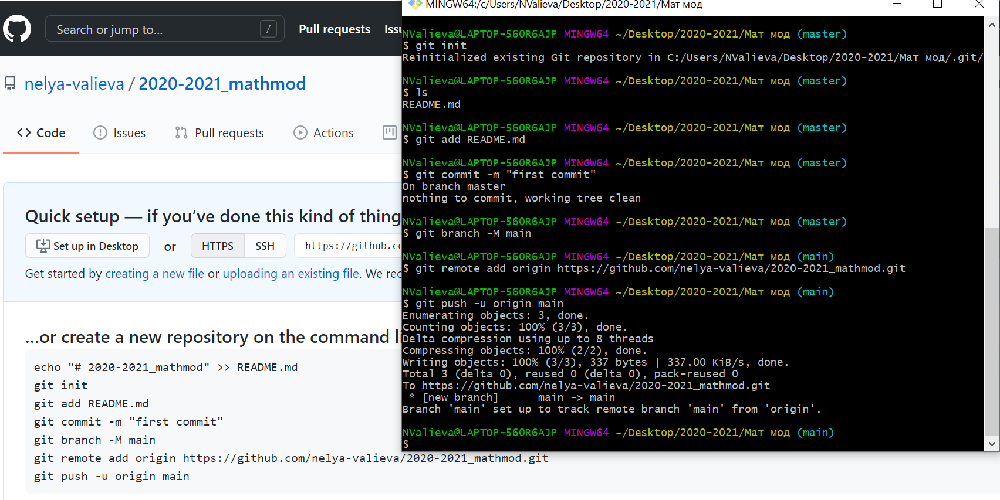 Search or jump to...
/
Pull requests
nelya-valieva / 2020-2021_mathmod
Code
Issues
Pull requests
Actions
Quick setup — if you've done this kind of thing
Set up in Desktop
or
HTTPS
SSH
Get started by creating a new file or uploading an existing file. We
...or create a new repository on the command
echo "# 2020-2021_mathmod" >> README.md
git init
git add README.md
git commit -m "first commit"
git branch -M main
git remote add origin https://github.com/nelya-valieva/2020-2021_mathmod.git
git push -u origin main
MINGW64:/c/Users/NValieva/Desktop/2020-2021/Мат мод
NValieva@LAPTOP-560R6AJP MINGW64 ~/Desktop/2020-2021/Мат мод (master)
$ git init
Reinitialized existing Git repository in C:/Users/NValieva/Desktop/2020-2021/Мат мод/.git/
NValieva@LAPTOP-560R6AJP MINGW64 ~/Desktop/2020-2021/Мат мод (master)
$ ls
README.md
NValieva@LAPTOP-560R6AJP MINGW64 ~/Desktop/2020-2021/Мат мод (master)
$ git add README.md
NValieva@LAPTOP-560R6AJP MINGW64 ~/Desktop/2020-2021/Мат мод (master)
$ git commit -m "first commit"
On branch master
nothing to commit, working tree clean
NValieva@LAPTOP-560R6AJP MINGW64 ~/Desktop/2020-2021/Мат мод (master)
$ git branch -M main
NValieva@LAPTOP-560R6AJP MINGW64 ~/Desktop/2020-2021/Мат мод (main)
$ git remote add origin https://github.com/nelya-valieva/2020-2021_mathmod.git
NValieva@LAPTOP-560R6AJP MINGW64 ~/Desktop/2020-2021/Мат мод (main)
$ git push -u origin main
Enumerating objects: 3, done.
Counting objects: 100% (3/3), done.
Delta compression using up to 8 threads
Compressing objects: 100% (2/2), done.
Writing objects: 100% (3/3), 337 bytes | 337.00 KiB/s, done.
Total 3 (delta 0), reused 0 (delta 0), pack-reused 0
To https://github.com/nelya-valieva/2020-2021_mathmod.git
* [new branch] main -> main
Branch 'main' set up to track remote branch 'main' from 'origin'.
NValieva@LAPTOP-560R6AJP MINGW64 ~/Desktop/2020-2021/Мат мод (main)
$